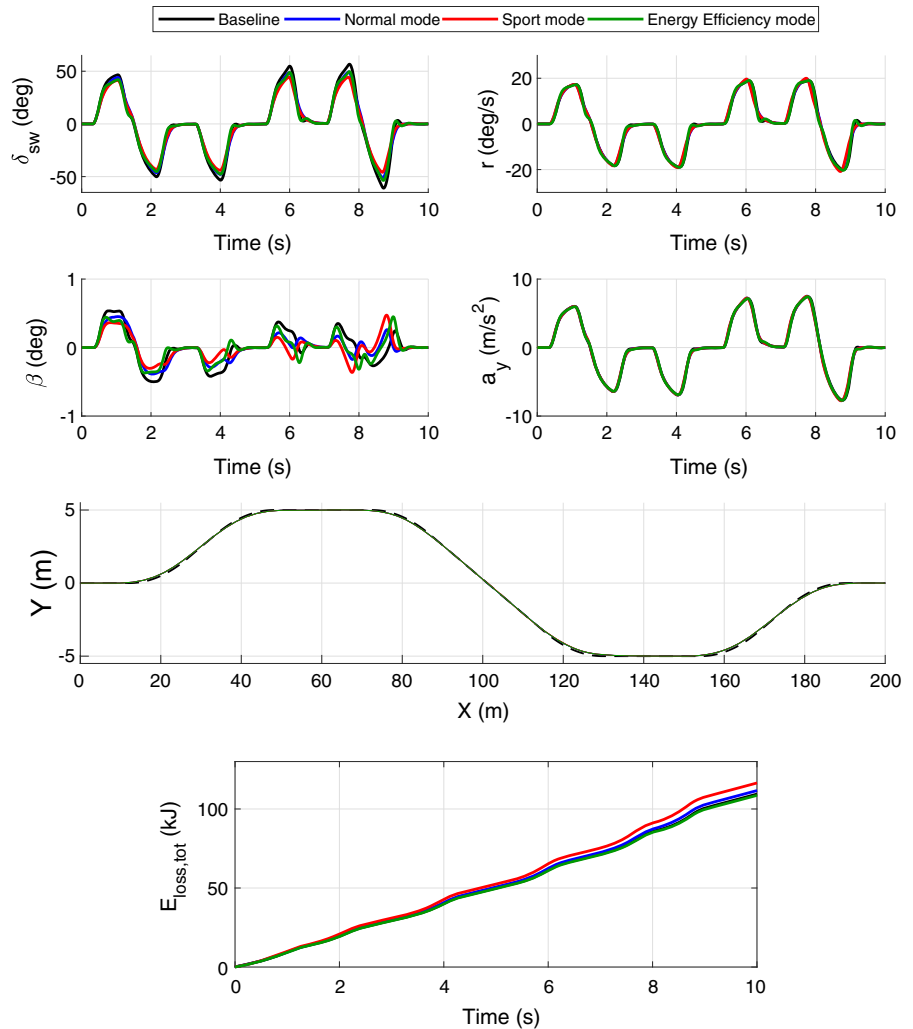 Baseline Normal mode Sport mode Energy Efficiency mode
δsw (deg)
50
0
-50
0 2 4 6 8 10
Time (s)
r (deg/s)
20
0
-20
0 2 4 6 8 10
Time (s)
β (deg)
1
0
-1
0 2 4 6 8 10
Time (s)
a_y (m/s²)
10
0
-10
0 2 4 6 8 10
Time (s)
Y (m)
5
0
-5
0 20 40 60 80 100 120 140 160 180 200
X (m)
E_loss,tot (kJ)
100
50
0
0 2 4 6 8 10
Time (s)